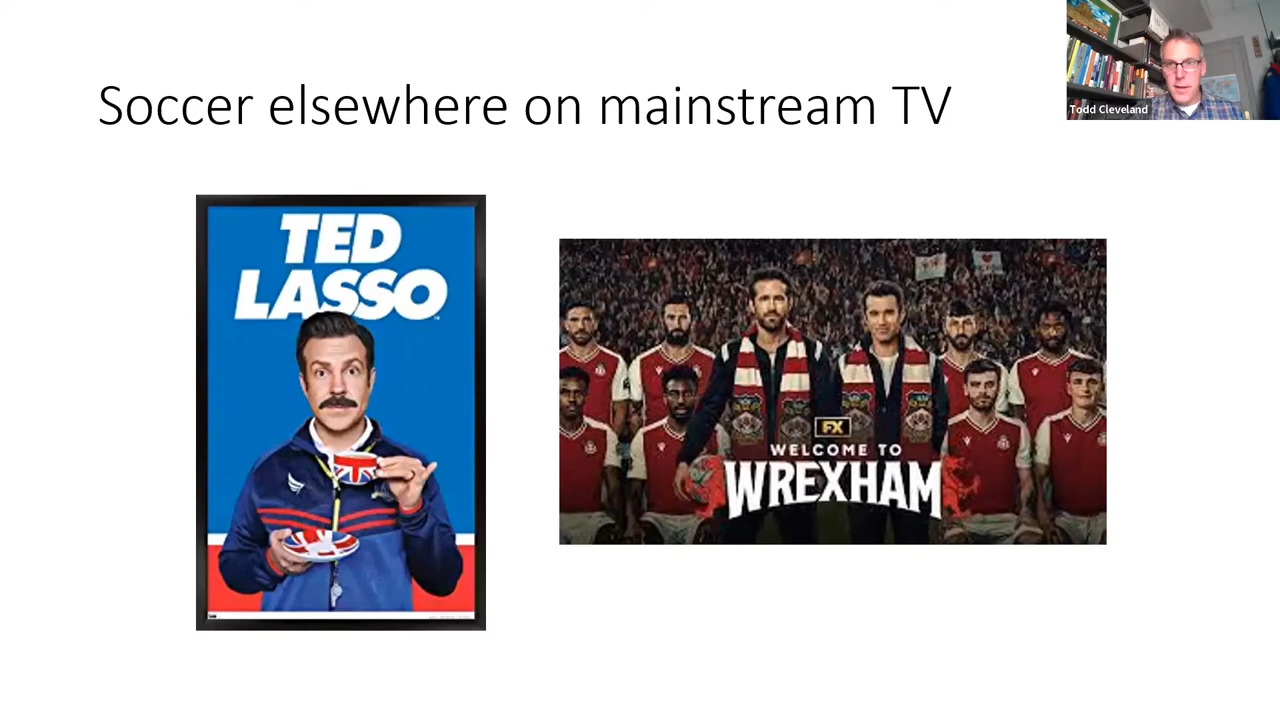 Soccer elsewhere on mainstream TV
Todd Cleveland
TED
LASSO
FX
WELCOME TO
WREXHAM